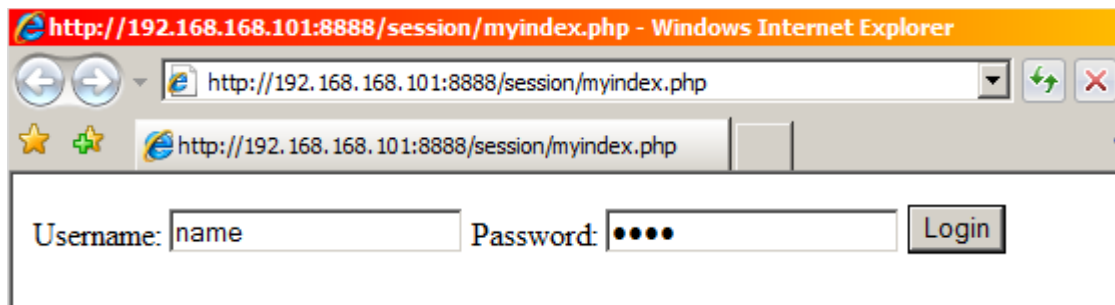 http://192.168.168.101:8888/session/myindex.php - Windows Internet Explorer
http://192.168.168.101:8888/session/myindex.php
http://192.168.168.101:8888/session/myindex.php
Username: name Password: •••• Login